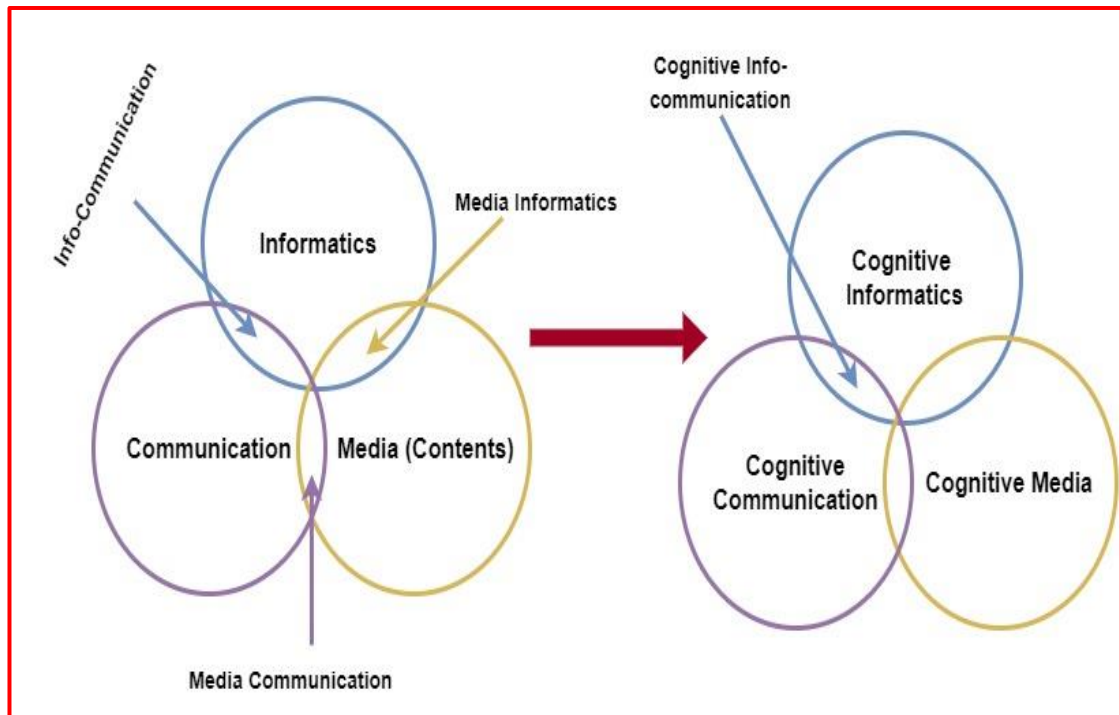 Info-Communication
Informatics
Media Informatics
Communication
Media (Contents)
Media Communication
Cognitive Info-
communication
Cognitive
Informatics
Cognitive
Communication
Cognitive Media